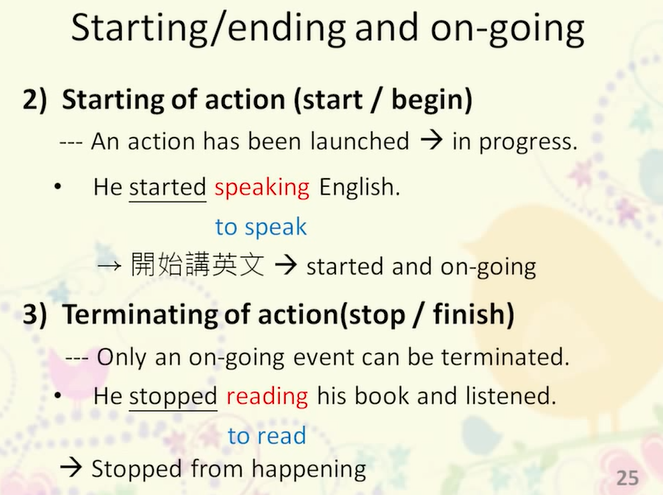 Starting/ending and on-going
2) Starting of action (start / begin)
--- An action has been launched → in progress.
• He started speaking English.
to speak
→ 開始講英文 → started and on-going
3) Terminating of action(stop / finish)
--- Only an on-going event can be terminated.
• He stopped reading his book and listened.
to read
→ Stopped from happening
25